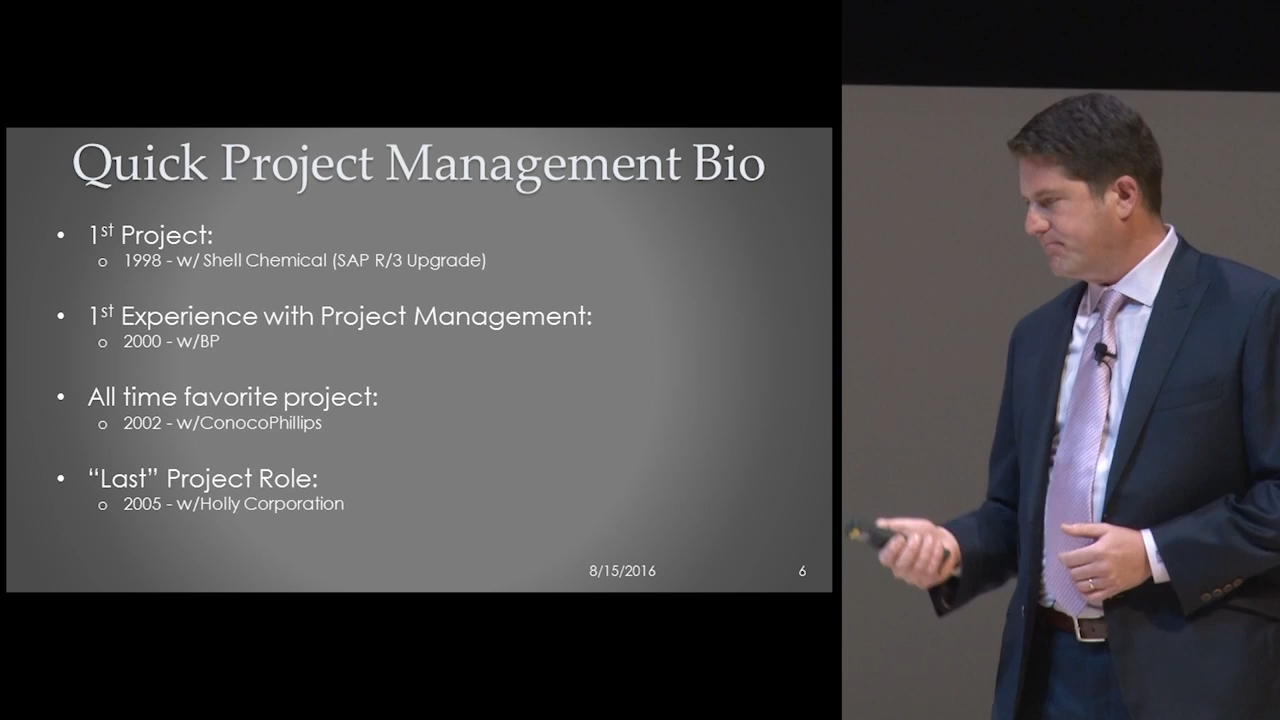 Quick Project Management Bio
• 1st Project:
o 1998 - w/ Shell Chemical (SAP R/3 Upgrade)
• 1st Experience with Project Management:
o 2000 - w/BP
• All time favorite project:
o 2002 - w/ConocoPhillips
• “Last” Project Role:
o 2005 - w/Holly Corporation
8/15/2016 6